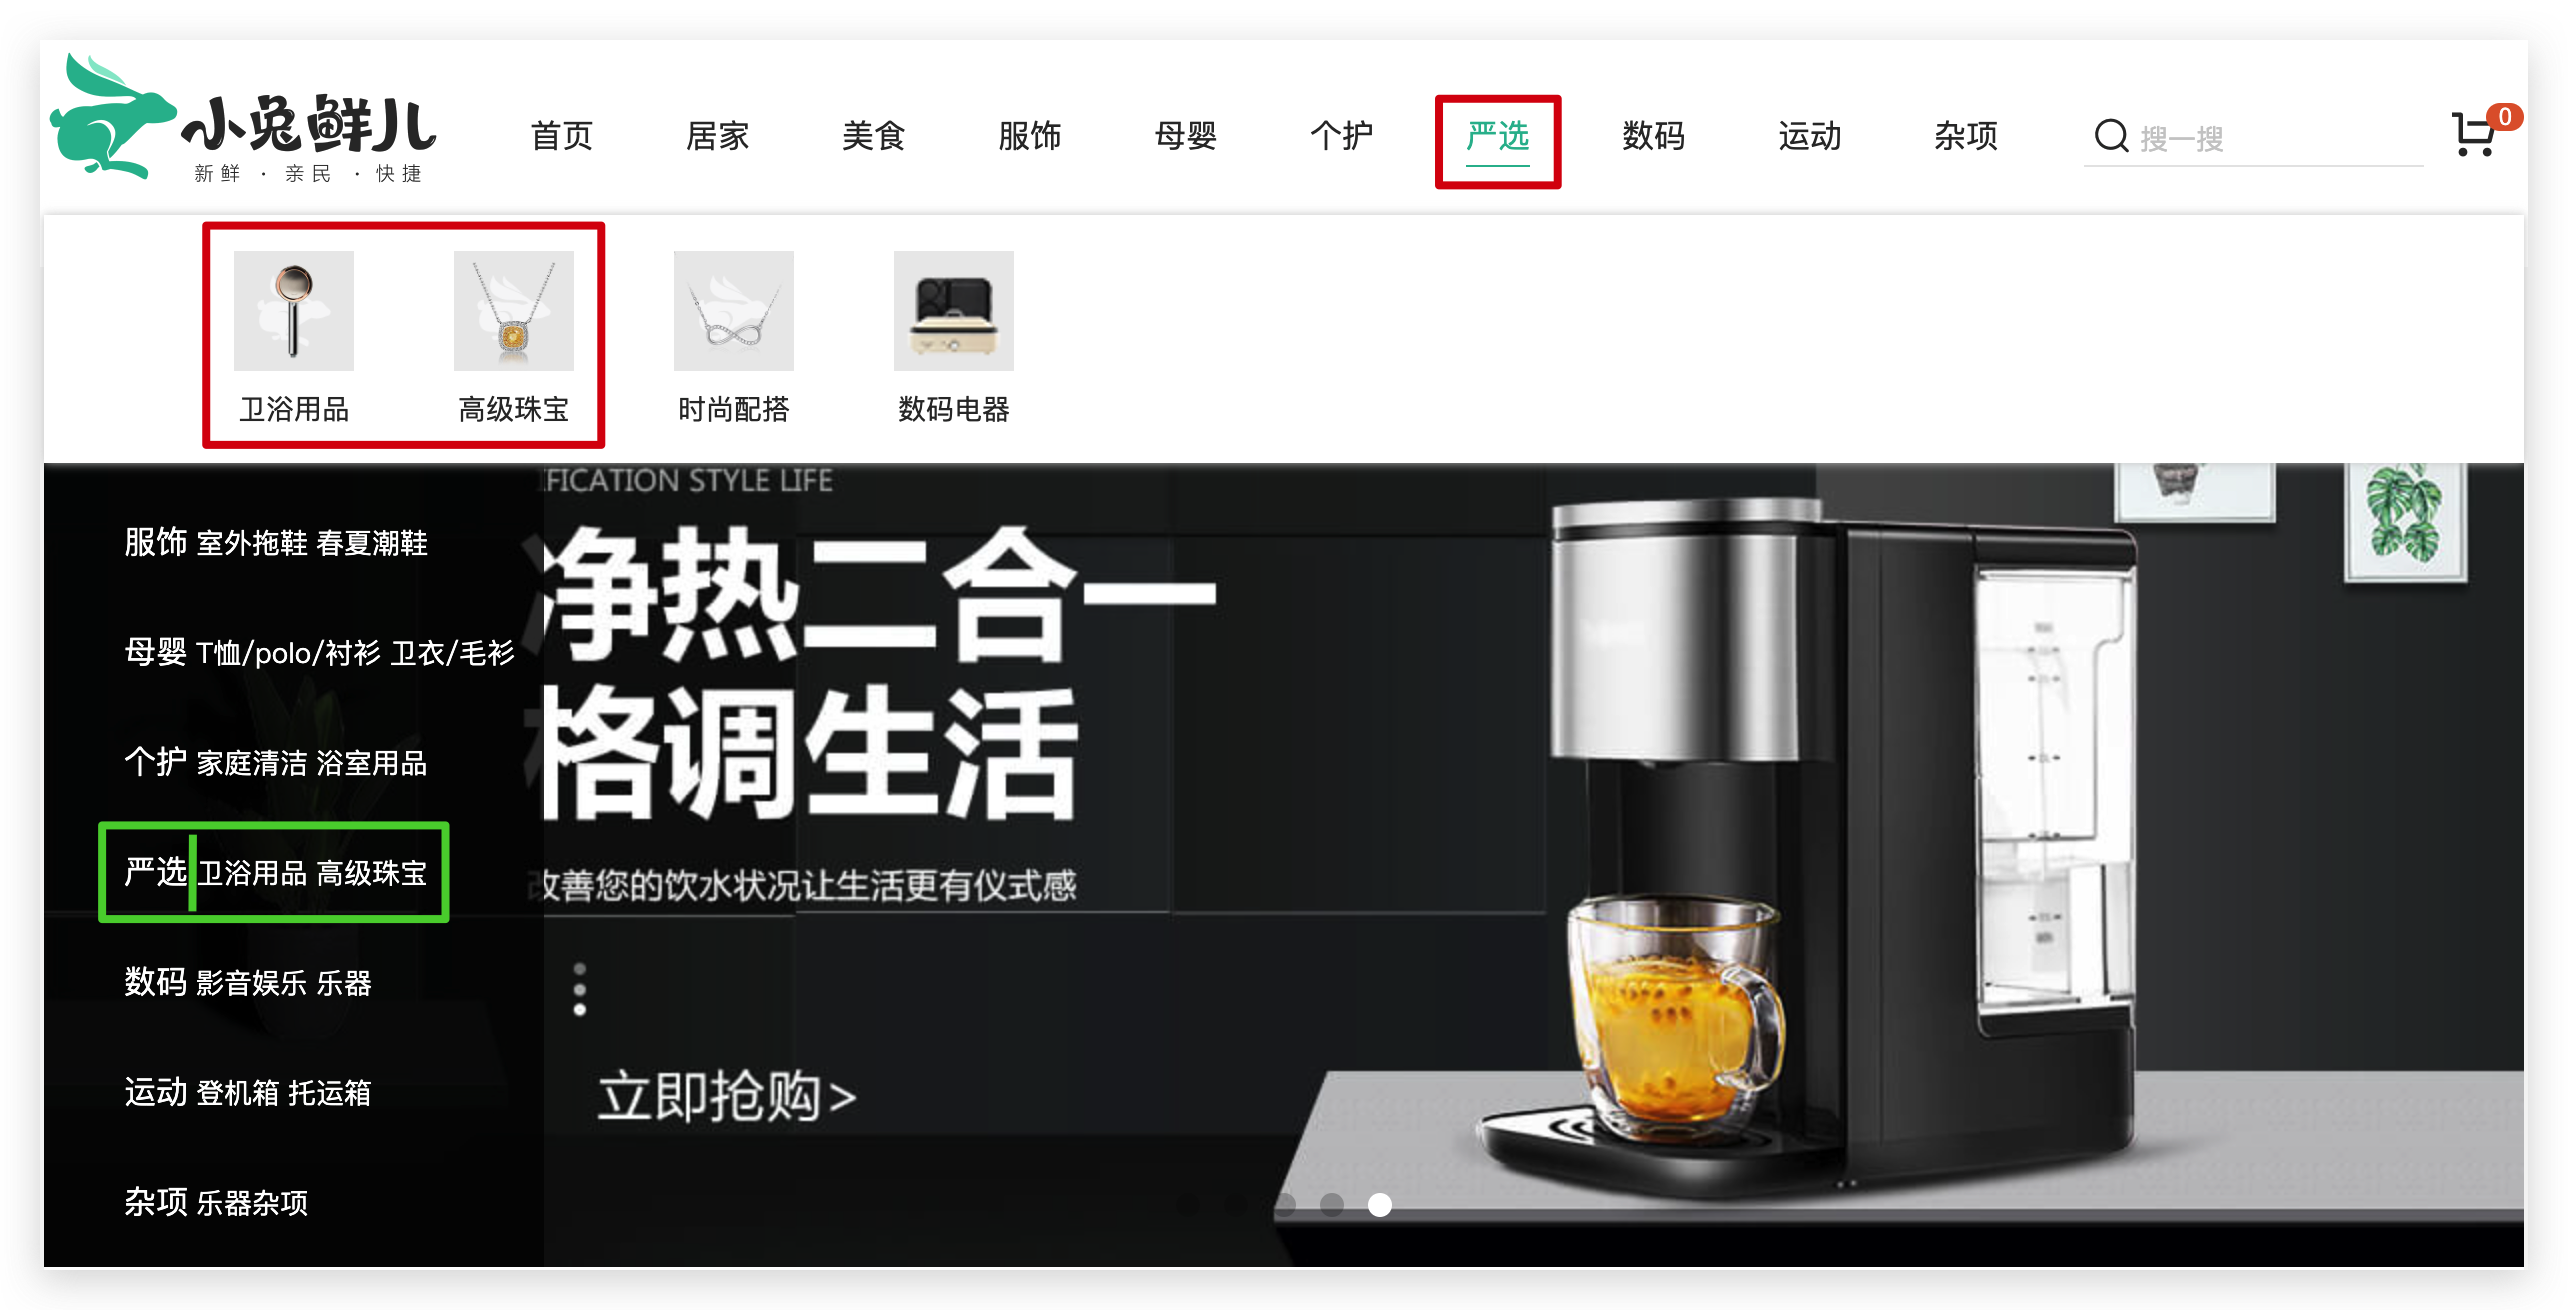 小兔鲜儿
新鲜 · 亲民 · 快捷
首页 居家 美食 服饰 母婴 个护 严选 数码 运动 杂项 搜一搜 0
卫浴用品 高级珠宝 时尚配搭 数码电器
FICATION STYLE LIFE
净热二合一
格调生活
改善您的饮水状况让生活更有仪式感
立即抢购>
服饰 室外拖鞋 春夏潮鞋
母婴 T恤/polo/衬衫 卫衣/毛衫
个护 家庭清洁 浴室用品
严选 卫浴用品 高级珠宝
数码 影音娱乐 乐器
运动 登机箱 托运箱
杂项 乐器杂项